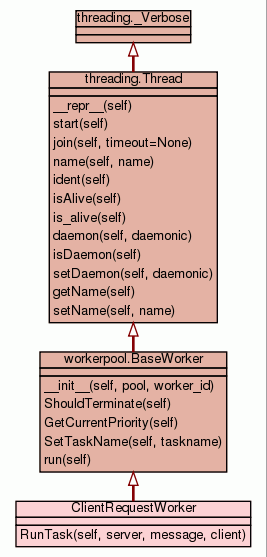 threading._Verbose
threading.Thread
__repr__(self)
start(self)
join(self, timeout=None)
name(self, name)
ident(self)
isAlive(self)
is_alive(self)
daemon(self, daemonic)
isDaemon(self)
setDaemon(self, daemonic)
getName(self)
setName(self, name)
workerpool.BaseWorker
__init__(self, pool, worker_id)
ShouldTerminate(self)
GetCurrentPriority(self)
SetTaskName(self, taskname)
run(self)
ClientRequestWorker
RunTask(self, server, message, client)